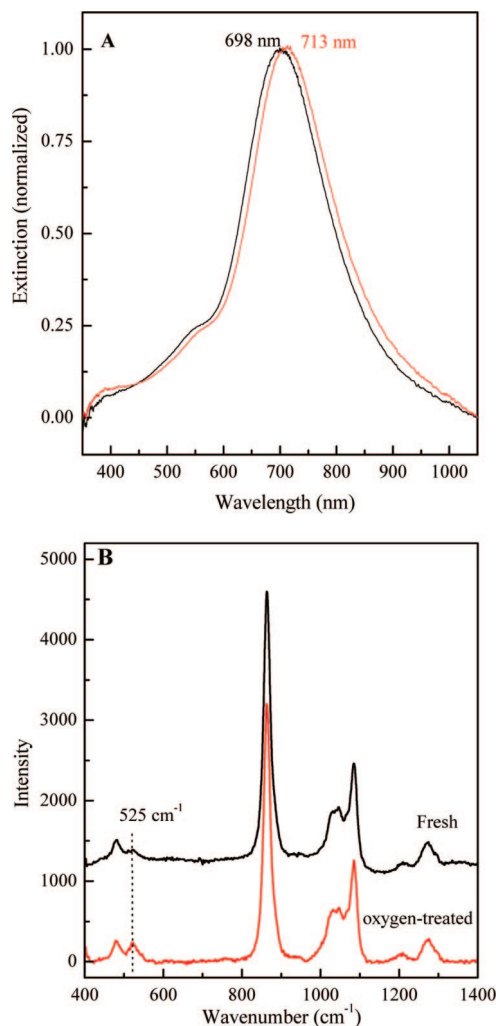 A
698 nm
713 nm
1.00
0.75
0.50
0.25
0.00
Extinction (normalized)
400 500 600 700 800 900 1000
Wavelength (nm)
B
5000
4000
3000
2000
1000
0
Intensity
525 cm⁻¹
Fresh
oxygen-treated
400 600 800 1000 1200 1400
Wavenumber (cm⁻¹)